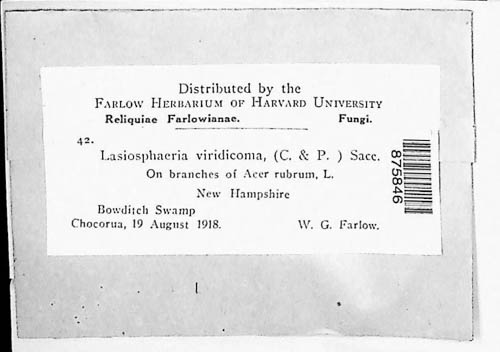 Distributed by the
Farlow Herbarium of Harvard University
Reliquiae Farlowianae. Fungi.
42.
Lasiosphaeria viridicoma, (C. & P. ) Sacc.
On branches of Acer rubrum, L.
New Hampshire
Bowditch Swamp
Chocorua, 19 August 1918. W. G. Farlow.
875846